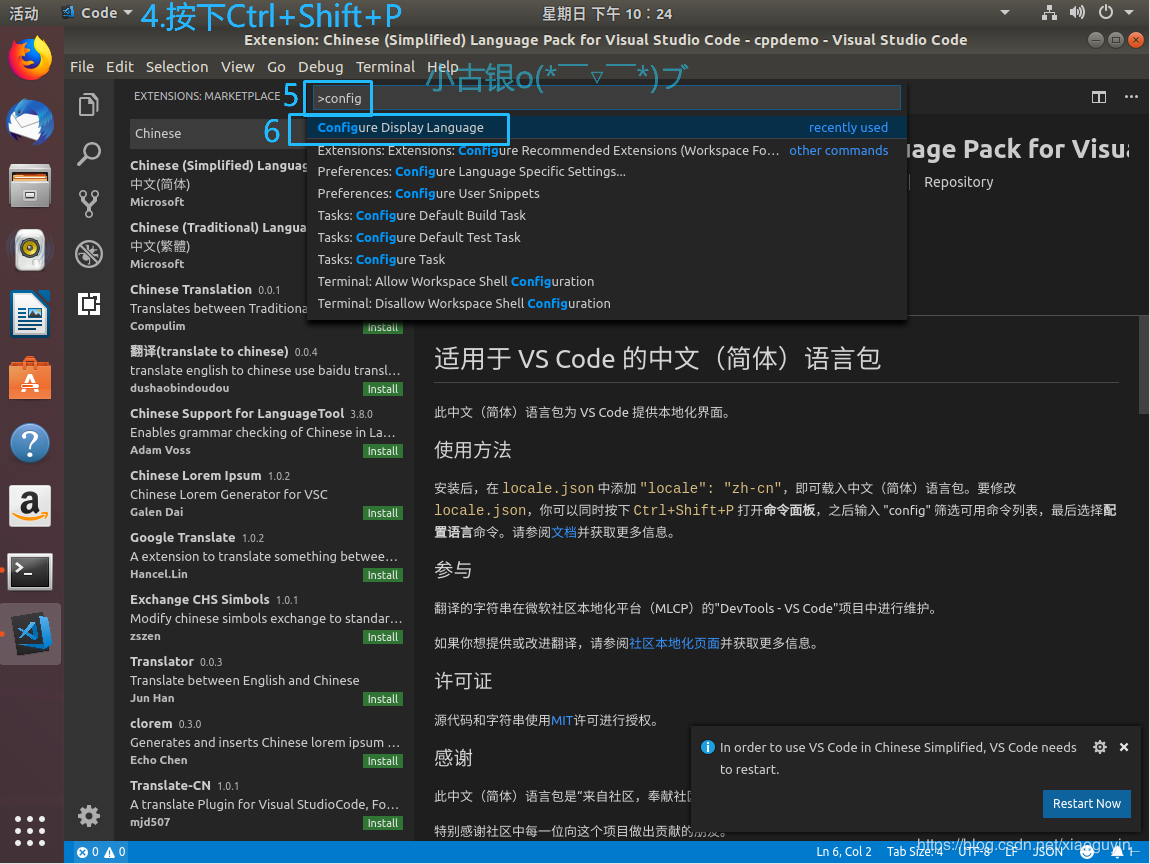 活动
Code
4.按下Ctrl+Shift+P
星期日 下午 10：24
Extension: Chinese (Simplified) Language Pack for Visual Studio Code - cppdemo - Visual Studio Code
File Edit Selection View Go Debug Terminal Help
小古银o(*￣▽￣*)ブ
EXTENSIONS: MARKETPLACE
5
>config
Chinese
6
Configure Display Language
recently used
Extensions: Extensions: Configure Recommended Extensions (Workspace Fo...
other commands
Preferences: Configure Language Specific Settings...
Preferences: Configure User Snippets
Tasks: Configure Default Build Task
Tasks: Configure Default Test Task
Tasks: Configure Task
Terminal: Allow Workspace Shell Configuration
Terminal: Disallow Workspace Shell Configuration
Pack for
Repository
Chinese (Simplified)
中文(简体)
Microsoft
Chinese (Traditional)
中文(繁體)
Microsoft
Chinese Translation 0.0.1
Translates between
Compulim
Install
翻译(translate to chinese) 0.0.4
translate english to chinese use baidu transl...
dushaobindoudou
Install
Chinese Support for LanguageTool 3.8.0
Enables grammar checking of Chinese in La...
Adam Voss
Install
Chinese Lorem Ipsum 1.0.2
Chinese Lorem Generator for VSC
Galen Dai
Install
Google Translate 1.0.2
A extension to translate something betwee...
Hancel.Lin
Install
Exchange CHS Simbols 1.0.1
Modify chinese simbols exchange to standar...
zszen
Install
Translator 0.0.3
Translate between English and Chinese
Jun Han
Install
clorem 0.3.0
Generates and inserts Chinese lorem ipsum ...
Echo Chen
Install
Translate-CN 1.0.1
A translate Plugin for Visual StudioCode, Fo...
mjd507
Install
适用于 VS Code 的中文（简体）语言包
此中文（简体）语言包为 VS Code 提供本地化界面。
使用方法
安装后，在 locale.json 中添加 "locale": "zh-cn"，即可载入中文（简体）语言包。要修改
locale.json，你可以同时按下 Ctrl+Shift+P 打开命令面板，之后输入 "config" 筛选可用命令列表，最后选择配
置语言命令。请参阅文档并获取更多信息。
参与
翻译的字符串在微软社区本地化平台（MLCP）的"DevTools - VS Code"项目中进行维护。
如果你想提供或改进翻译，请参阅社区本地化页面并获取更多信息。
许可证
源代码和字符串使用MIT许可进行授权。
感谢
此中文（简体）语言包是“来自社区，奉献社
特别感谢社区中每一位向这个项目做出贡献的朋友。
In order to use VS Code in Chinese Simplified, VS Code needs
to restart.
Restart Now
0 0
Ln 6, Col 2 Tab Size: 4 UTF-8 LF JSON 1
https://blog.csdn.net/xiaoguyin